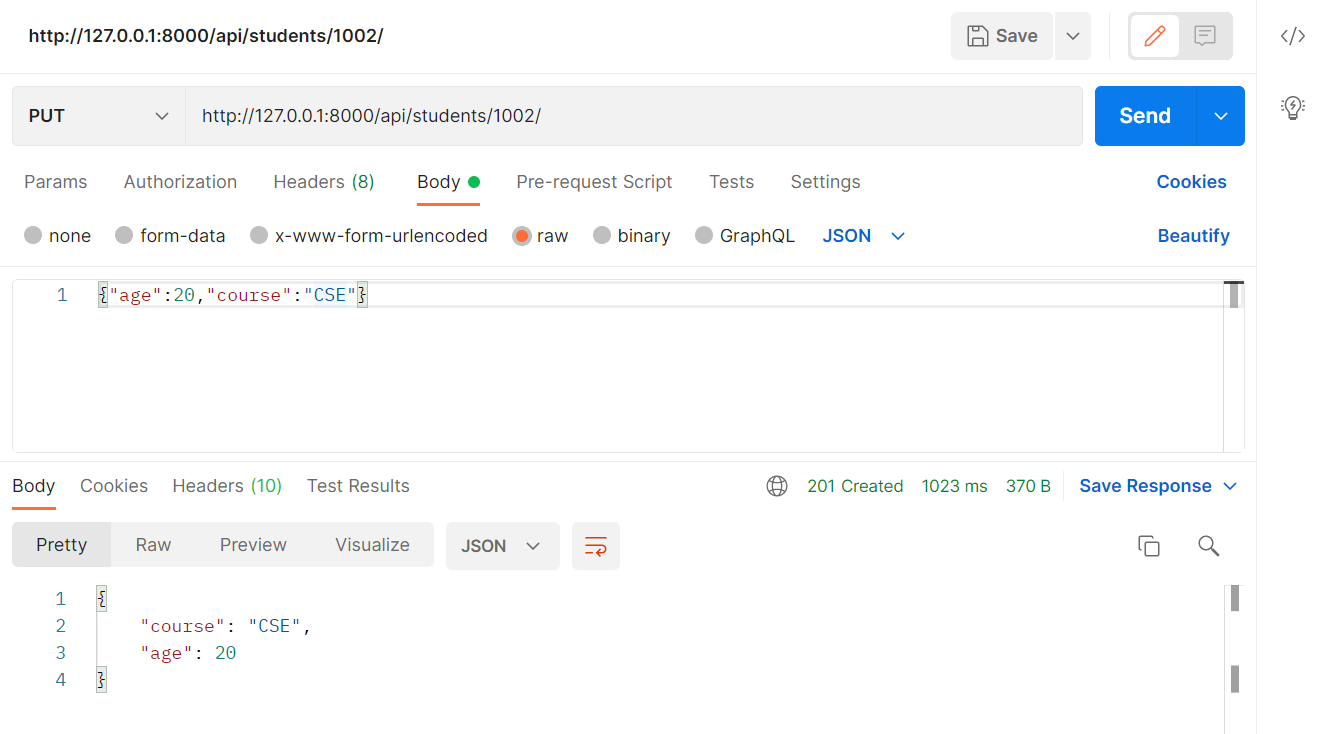 http://127.0.0.1:8000/api/students/1002/ Save
PUT http://127.0.0.1:8000/api/students/1002/ Send
Params Authorization Headers (8) Body Pre-request Script Tests Settings Cookies
none form-data x-www-form-urlencoded raw binary GraphQL JSON Beautify
1 {"age":20,"course":"CSE"}
Body Cookies Headers (10) Test Results 201 Created 1023 ms 370 B Save Response
Pretty Raw Preview Visualize JSON
1 {
2 "course": "CSE",
3 "age": 20
4 }